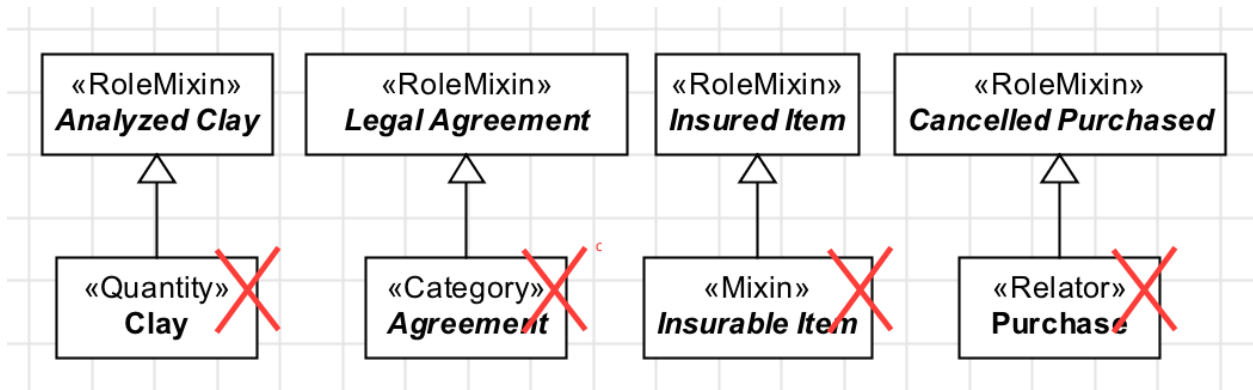 «RoleMixin»
Analyzed Clay
«RoleMixin»
Legal Agreement
«RoleMixin»
Insured Item
«RoleMixin»
Cancelled Purchased
«Quantity»
Clay
«Category»
Agreement
c
«Mixin»
Insurable Item
«Relator»
Purchase